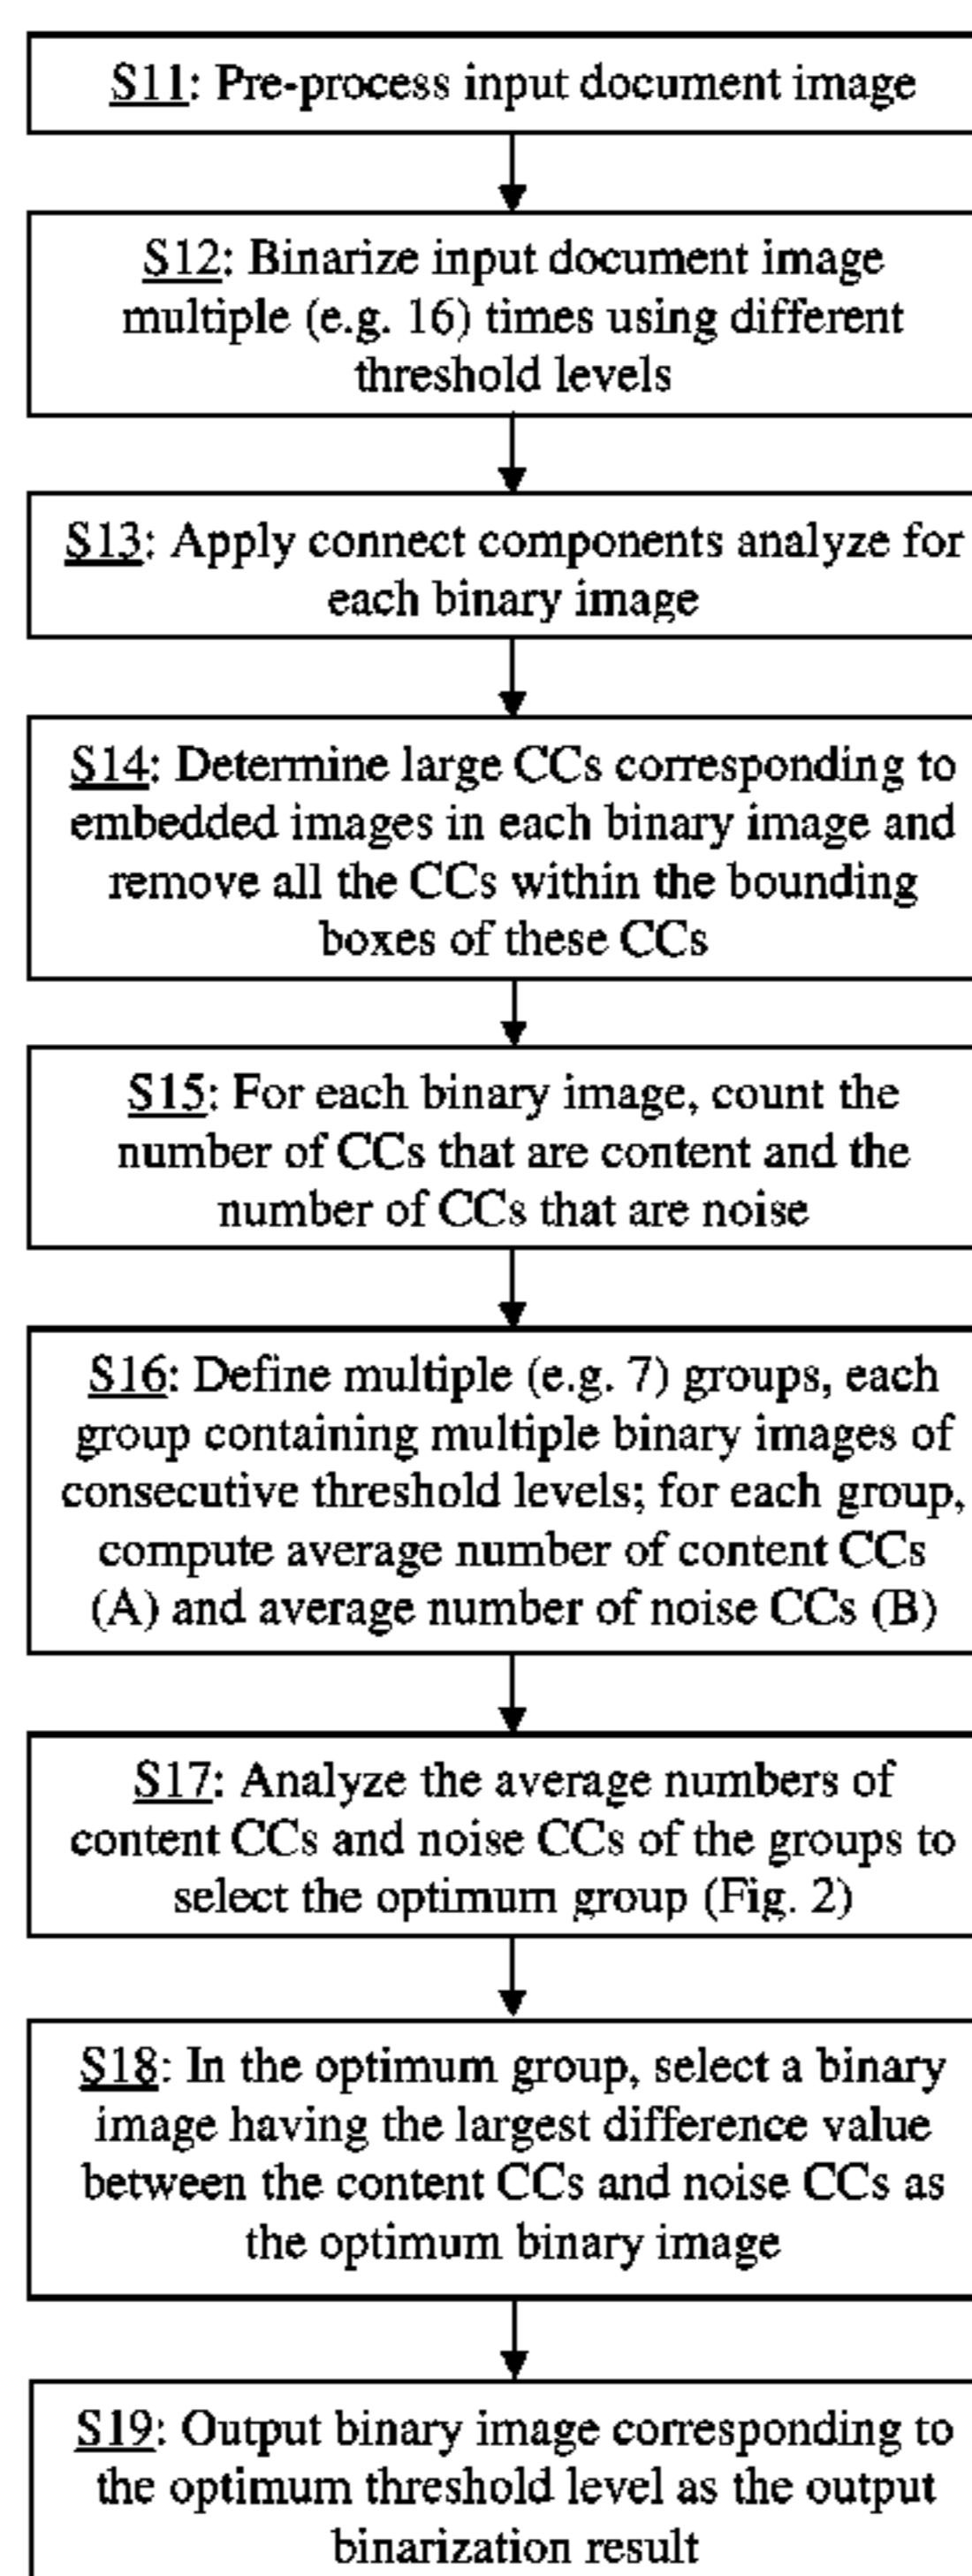 S11: Pre-process input document image
S12: Binarize input document image
multiple (e.g. 16) times using different
threshold levels
S13: Apply connect components analyze for
each binary image
S14: Determine large CCs corresponding to
embedded images in each binary image and
remove all the CCs within the bounding
boxes of these CCs
S15: For each binary image, count the
number of CCs that are content and the
number of CCs that are noise
S16: Define multiple (e.g. 7) groups, each
group containing multiple binary images of
consecutive threshold levels; for each group,
compute average number of content CCs
(A) and average number of noise CCs (B)
S17: Analyze the average numbers of
content CCs and noise CCs of the groups to
select the optimum group (Fig. 2)
S18: In the optimum group, select a binary
image having the largest difference value
between the content CCs and noise CCs as
the optimum binary image
S19: Output binary image corresponding to
the optimum threshold level as the output
binarization result